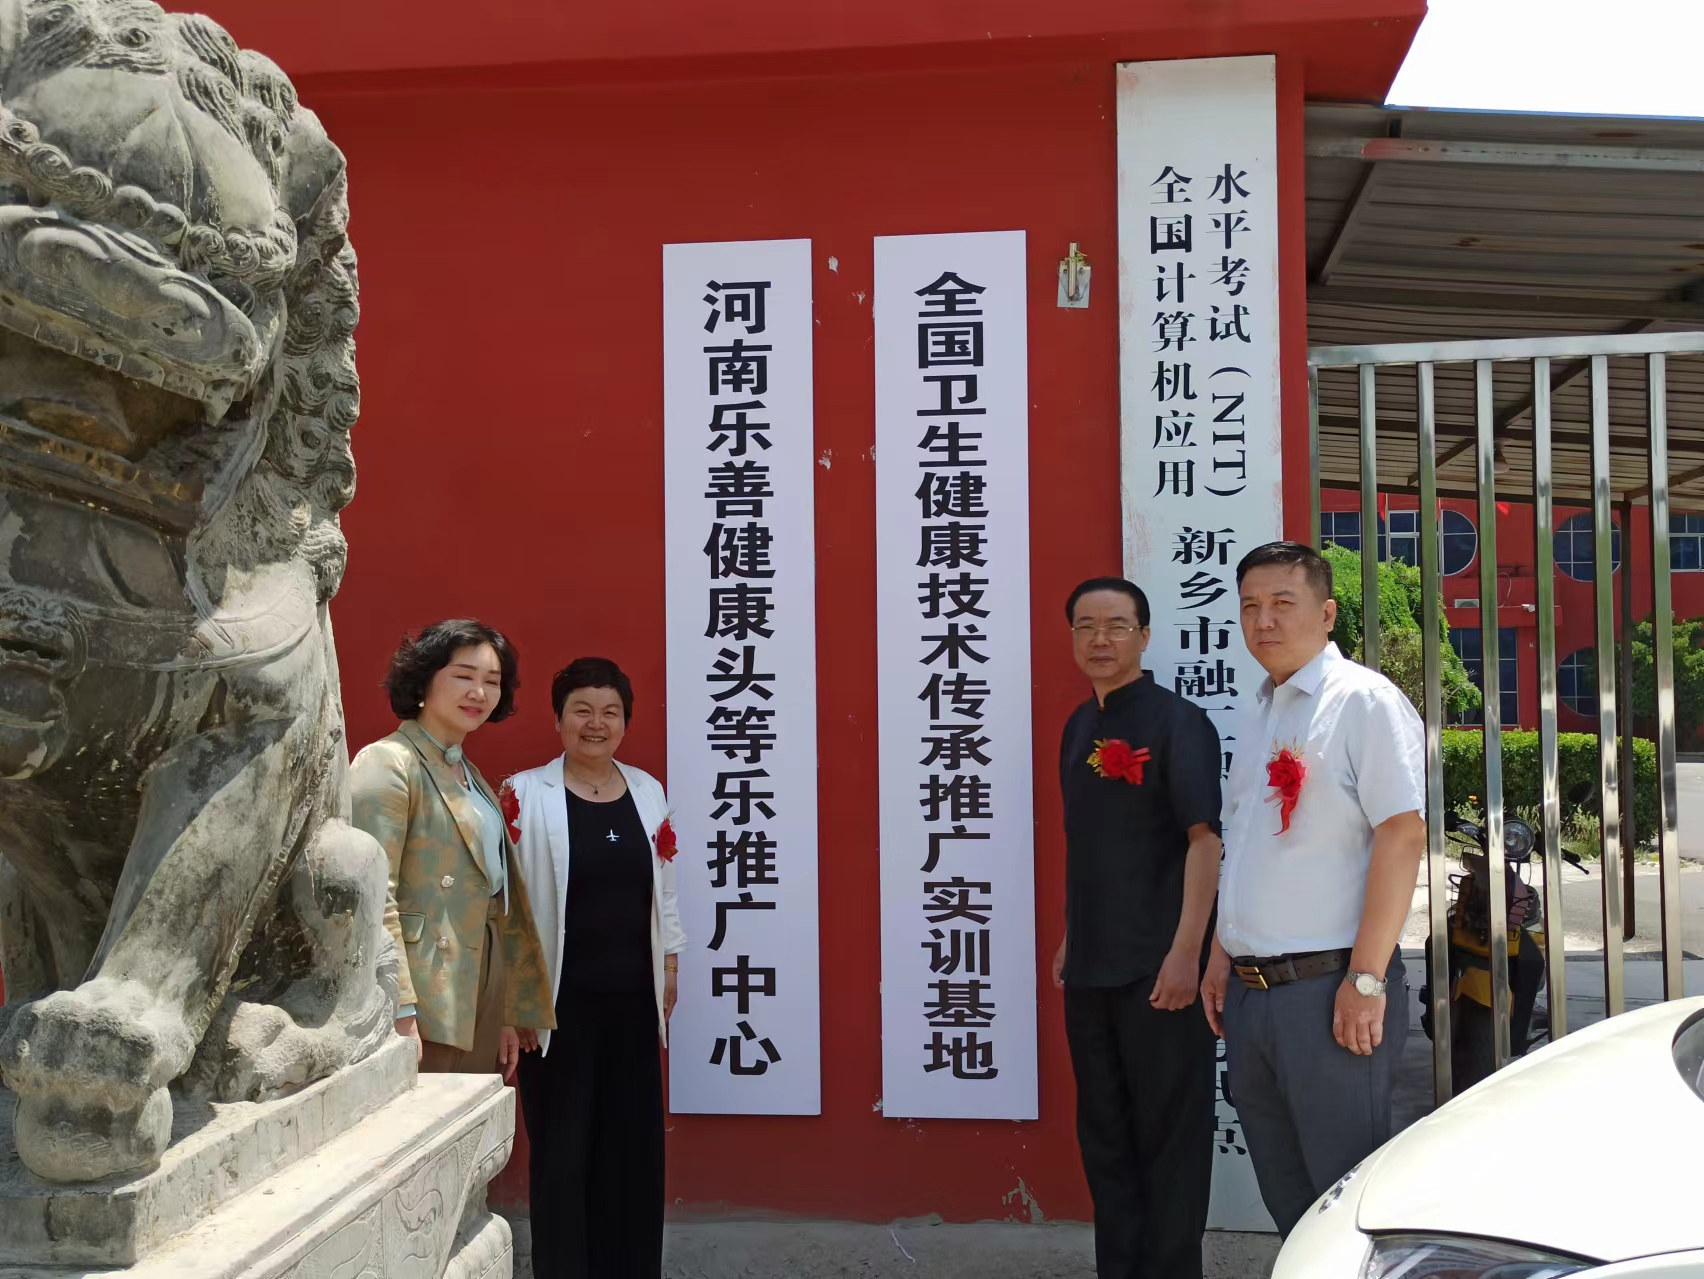 河南乐善健康头等乐推广中心
全国卫生健康技术传承推广实训基地
全国计算机应用
水平考试（NIT）
新乡市融
点